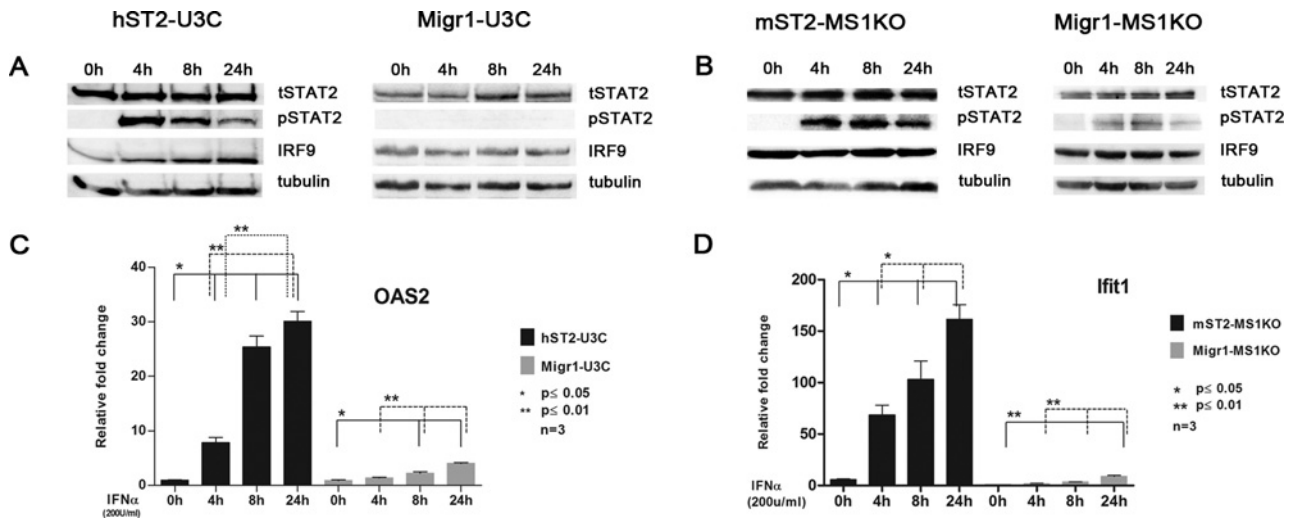 hST2-U3C
Migr1-U3C
mST2-MS1KO
Migr1-MS1KO
A
0h 4h 8h 24h
tSTAT2
pSTAT2
IRF9
tubulin
0h 4h 8h 24h
tSTAT2
pSTAT2
IRF9
tubulin
B
0h 4h 8h 24h
tSTAT2
pSTAT2
IRF9
tubulin
0h 4h 8h 24h
tSTAT2
pSTAT2
IRF9
tubulin
C
Relative fold change
40
30
20
10
0
*
**
**
*
**
OAS2
hST2-U3C
Migr1-U3C
* p≤ 0.05
** p≤ 0.01
n=3
IFNα
(200U/ml)
0h 4h 8h 24h 0h 4h 8h 24h
D
Relative fold change
200
150
100
50
0
*
*
**
**
Ifit1
mST2-MS1KO
Migr1-MS1KO
* p≤ 0.05
** p≤ 0.01
n=3
IFNα
(200u/ml)
0h 4h 8h 24h 0h 4h 8h 24h